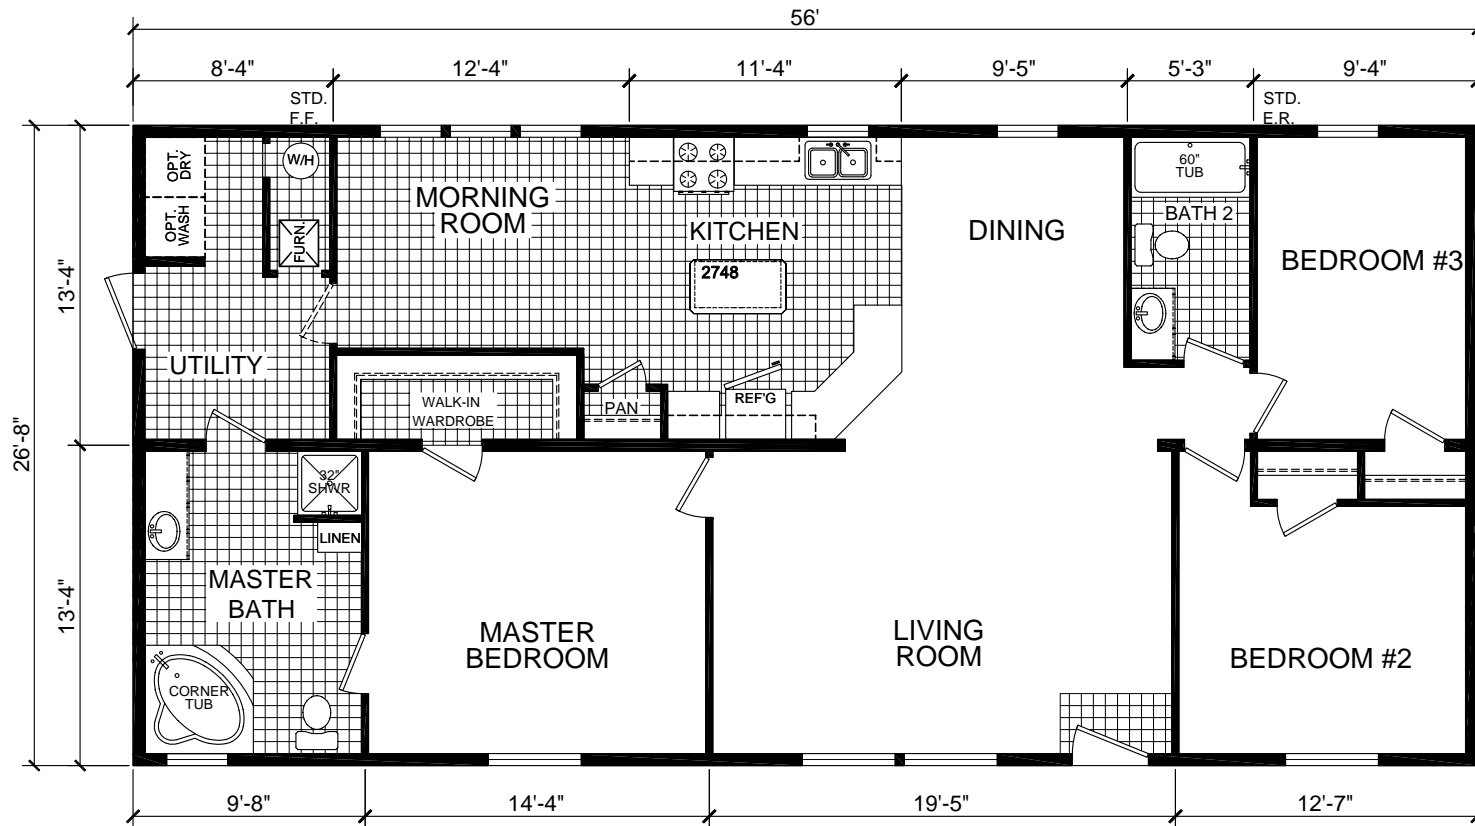 56'
8'-4"
12'-4"
11'-4"
9'-5"
5'-3"
9'-4"
STD.
F.F.
STD.
E.R.
OPT.
DRY
W/H
60"
TUB
MORNING
ROOM
OPT.
WASH
FURN.
KITCHEN
DINING
BATH 2
BEDROOM #3
2748
13'-4"
UTILITY
WALK-IN
WARDROBE
PAN
REF'G
26'-8"
32"
SHWR
LINEN
MASTER
BATH
13'-4"
MASTER
BEDROOM
LIVING
ROOM
BEDROOM #2
CORNER
TUB
9'-8"
14'-4"
19'-5"
12'-7"